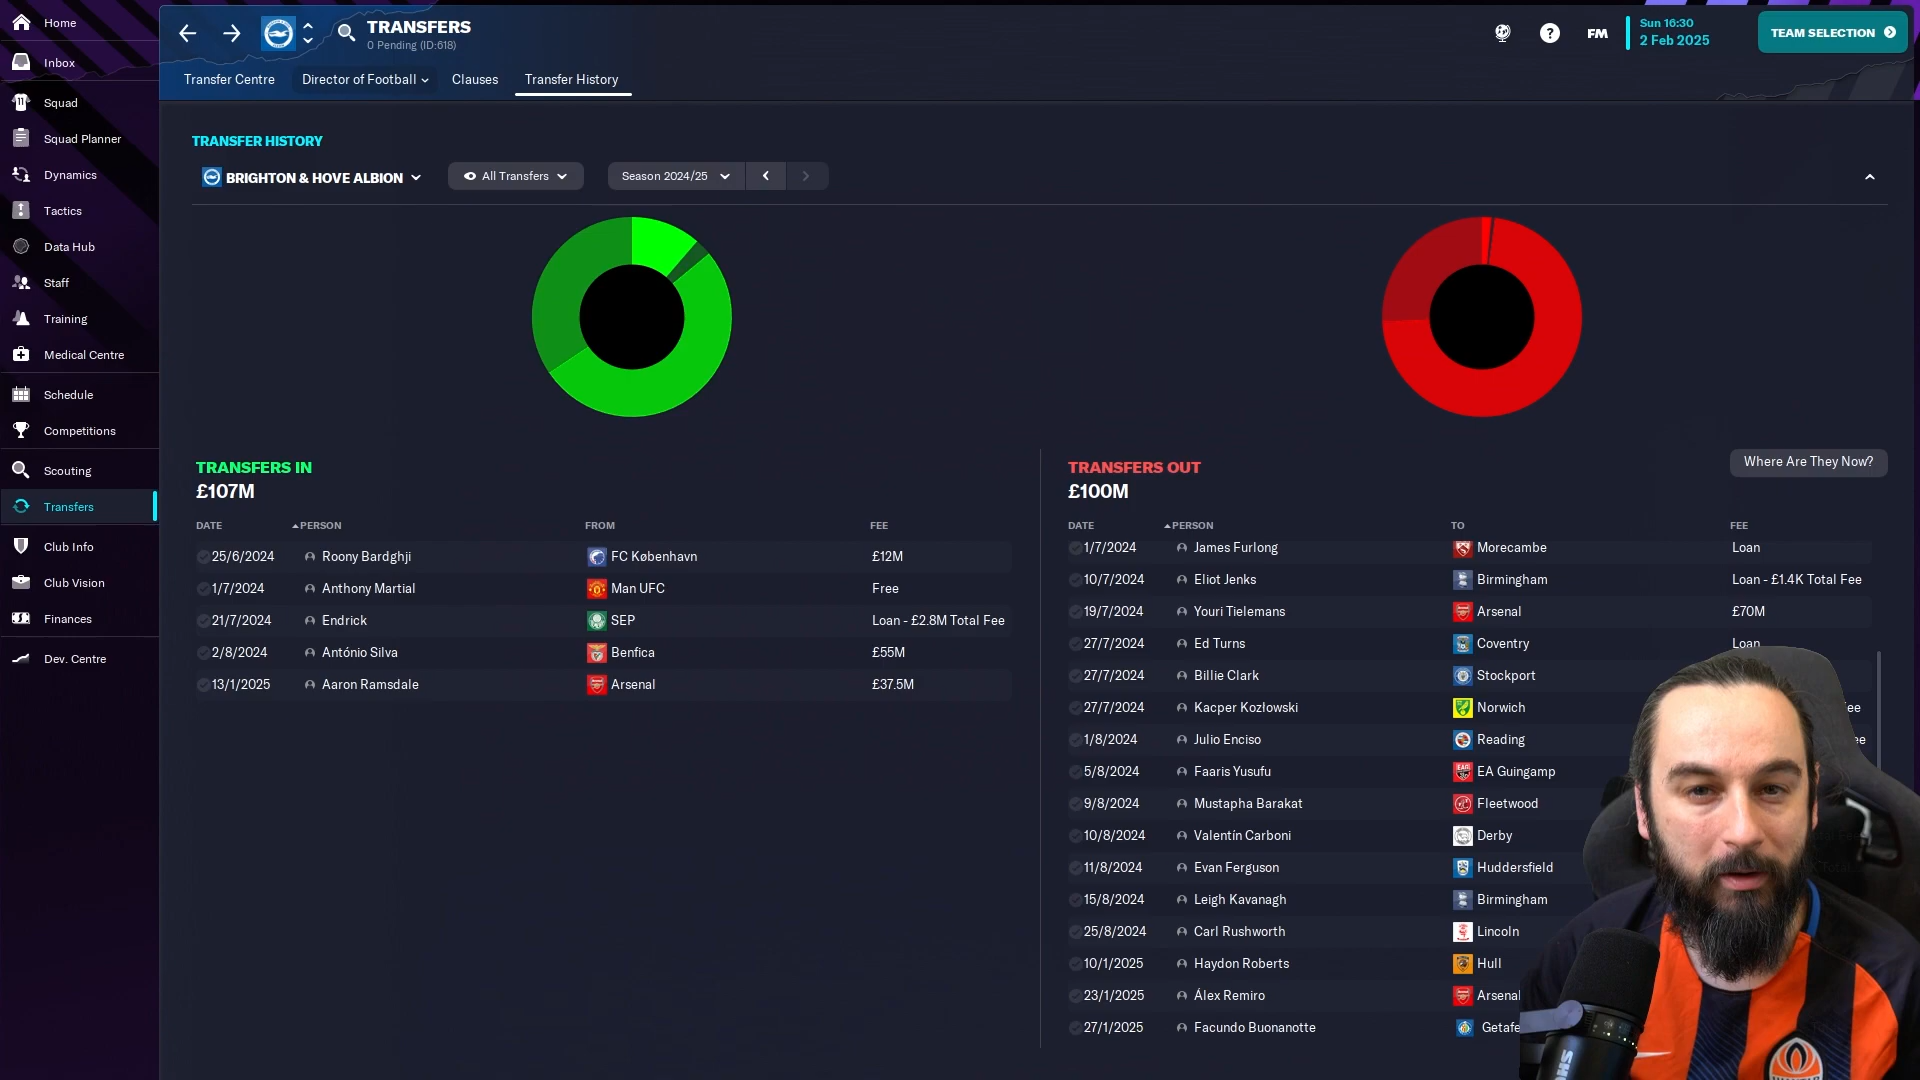 Home
TRANSFERS
0 Pending (ID:618)
FM
Sun 16:30
2 Feb 2025
TEAM SELECTION
Inbox
Transfer Centre
Director of Football
Clauses
Transfer History
Squad
Squad Planner
Dynamics
Tactics
Data Hub
Staff
Training
Medical Centre
Schedule
Competitions
Scouting
Transfers
Club Info
Club Vision
Finances
Dev. Centre
TRANSFER HISTORY
BRIGHTON & HOVE ALBION
All Transfers
Season 2024/25
TRANSFERS IN
£107M
DATE PERSON FROM FEE
25/6/2024 Roony Bardghji FC København £12M
1/7/2024 Anthony Martial Man UFC Free
21/7/2024 Endrick SEP Loan - £2.8M Total Fee
2/8/2024 António Silva Benfica £55M
13/1/2025 Aaron Ramsdale Arsenal £37.5M
TRANSFERS OUT
£100M
Where Are They Now?
DATE PERSON TO FEE
1/7/2024 James Furlong Morecambe Loan
10/7/2024 Eliot Jenks Birmingham Loan - £1.4K Total Fee
19/7/2024 Youri Tielemans Arsenal £70M
27/7/2024 Ed Turns Coventry Loan
27/7/2024 Billie Clark Stockport
27/7/2024 Kacper Kozłowski Norwich
1/8/2024 Julio Enciso Reading
5/8/2024 Faaris Yusufu EA Guingamp
9/8/2024 Mustapha Barakat Fleetwood
10/8/2024 Valentín Carboni Derby
11/8/2024 Evan Ferguson Huddersfield
15/8/2024 Leigh Kavanagh Birmingham
25/8/2024 Carl Rushworth Lincoln
10/1/2025 Haydon Roberts Hull
23/1/2025 Álex Remiro Arsenal
27/1/2025 Facundo Buonanotte Getafe